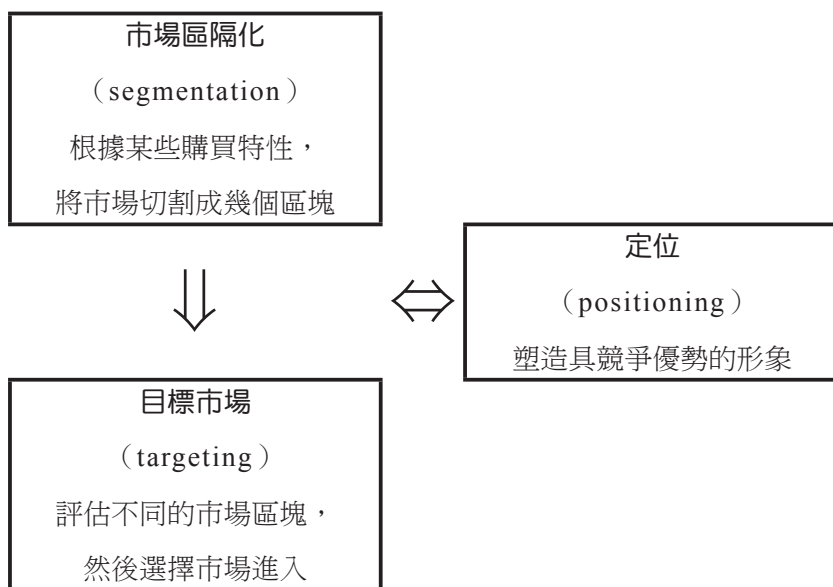 市場區隔化
（segmentation）
根據某些購買特性，
將市場切割成幾個區塊
定位
（positioning）
塑造具競爭優勢的形象
目標市場
（targeting）
評估不同的市場區塊，
然後選擇市場進入